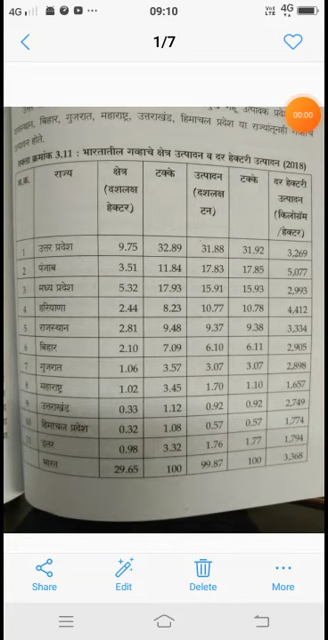 4G 09:10 VoLTE 4G
1/7
बिहार, गुजरात, महाराष्ट्र, उत्तराखंड, हिमाचल प्रदेश या राज्यांतूनही
00:00
होते.
तक्ता क्रमांक 3.11 : भारतातील गव्हाचे क्षेत्र उत्पादन व दर हेक्टरी उत्पादन (2018)
राज्य क्षेत्र (दशलक्ष हेक्टर) टक्के उत्पादन (दशलक्ष टन) टक्के दर हेक्टरी उत्पादन (किलोग्रॅम /हेक्टर)
1 उत्तर प्रदेश 9.75 32.89 31.88 31.92 3,269
2 पंजाब 3.51 11.84 17.83 17.85 5,077
3 मध्य प्रदेश 5.32 17.93 15.91 15.93 2,993
4 हरियाणा 2.44 8.23 10.77 10.78 4,412
5 राजस्थान 2.81 9.48 9.37 9.38 3,334
6 बिहार 2.10 7.09 6.10 6.11 2,905
7 गुजरात 1.06 3.57 3.07 3.07 2,898
8 महाराष्ट्र 1.02 3.45 1.70 1.10 1,657
9 उत्तराखंड 0.33 1.12 0.92 0.92 2,749
10 हिमाचल प्रदेश 0.32 1.08 0.57 0.57 1,774
11 इतर 0.98 3.32 1.76 1.77 1,794
भारत 29.65 100 99.87 100 3,368
Share Edit Delete More